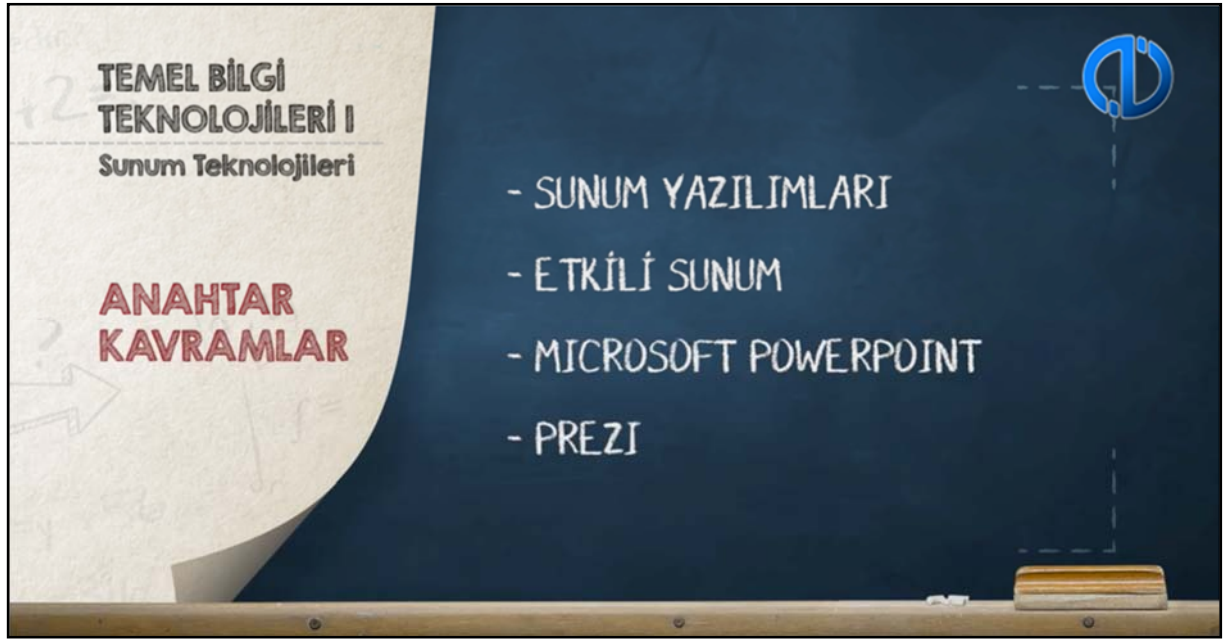 TEMEL BİLGİ
TEKNOLOJİLERİ I
Sunum Teknolojileri
ANAHTAR
KAVRAMLAR
- SUNUM YAZILIMLARI
- ETKİLİ SUNUM
- MICROSOFT POWERPOINT
- PREZI